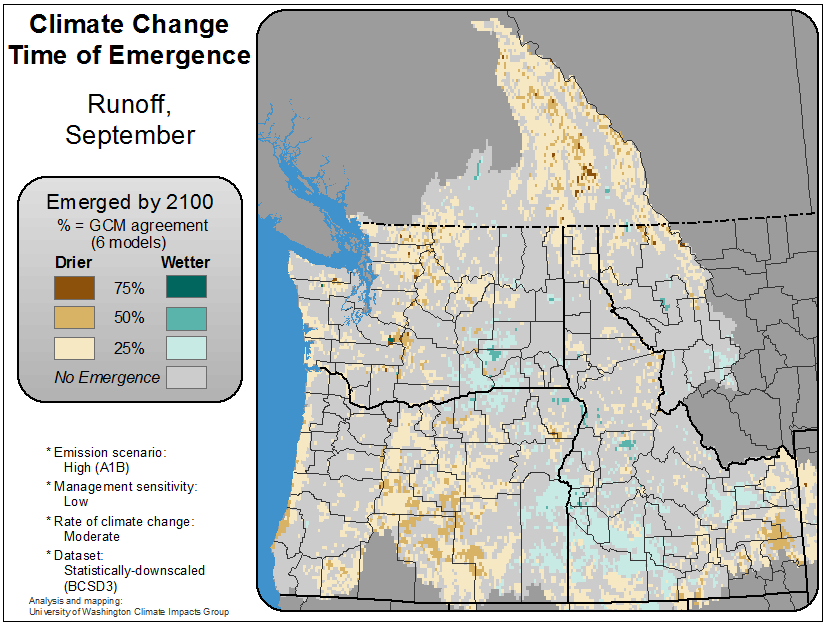 Climate Change
Time of Emergence
Runoff,
September
Emerged by 2100
% = GCM agreement
(6 models)
Drier Wetter
75%
50%
25%
No Emergence
* Emission scenario:
High (A1B)
* Management sensitivity:
Low
* Rate of climate change:
Moderate
* Dataset:
Statistically-downscaled
(BCSD3)
Analysis and mapping:
University of Washington Climate Impacts Group